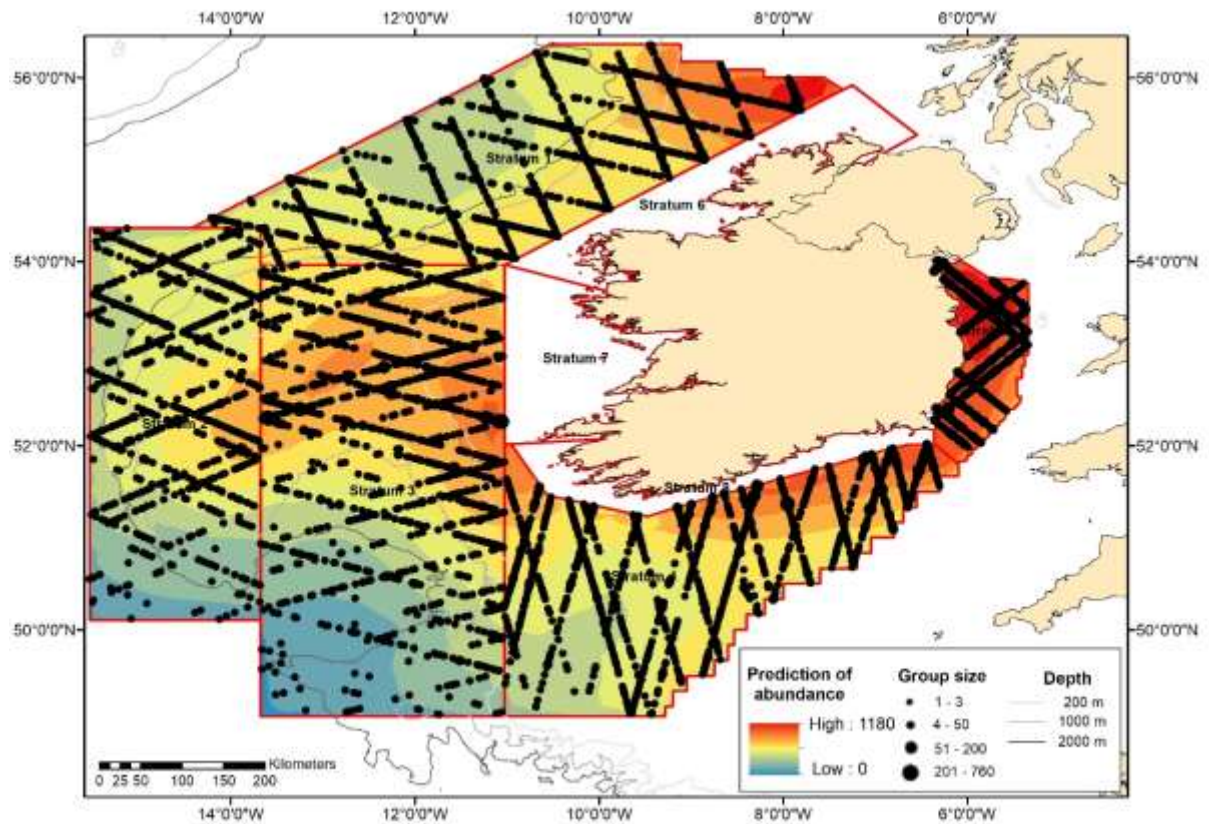 14°0'0"W 12°0'0"W 10°0'0"W 8°0'0"W 6°0'0"W
56°0'0"N 56°0'0"N
Stratum 1
Stratum 6
54°0'0"N 54°0'0"N
Stratum 7
Stratum 2
52°0'0"N 52°0'0"N
Stratum 3
Stratum
Stratum
50°0'0"N 50°0'0"N
Prediction of
abundance
High : 1180
Low : 0
Group size
1 - 3
4 - 50
51 - 200
201 - 760
Depth
200 m
1000 m
2000 m
Kilometers
0 25 50 100 150 200
14°0'0"W 12°0'0"W 10°0'0"W 8°0'0"W 6°0'0"W